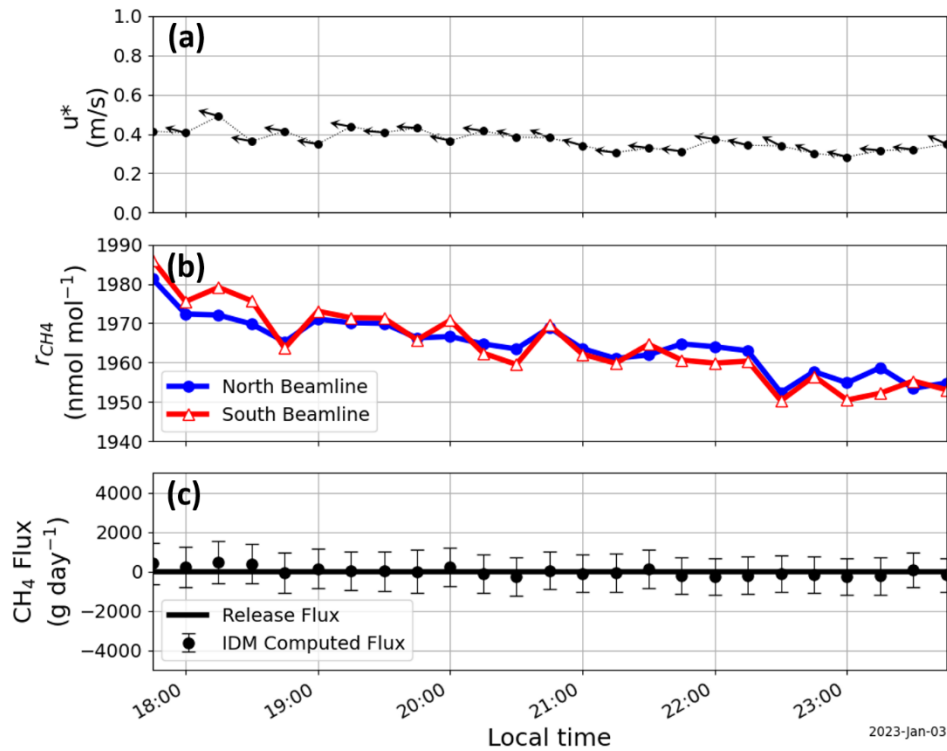 (a)
1.0
0.8
0.6
0.4
0.2
0.0
u*
(m/s)
(b)
1990
1980
1970
1960
1950
1940
r_{CH4}
(nmol mol⁻¹)
North Beamline
South Beamline
(c)
4000
2000
0
−2000
−4000
CH₄ Flux
(g day⁻¹)
Release Flux
IDM Computed Flux
18:00 19:00 20:00 21:00 22:00 23:00
Local time
2023-Jan-03